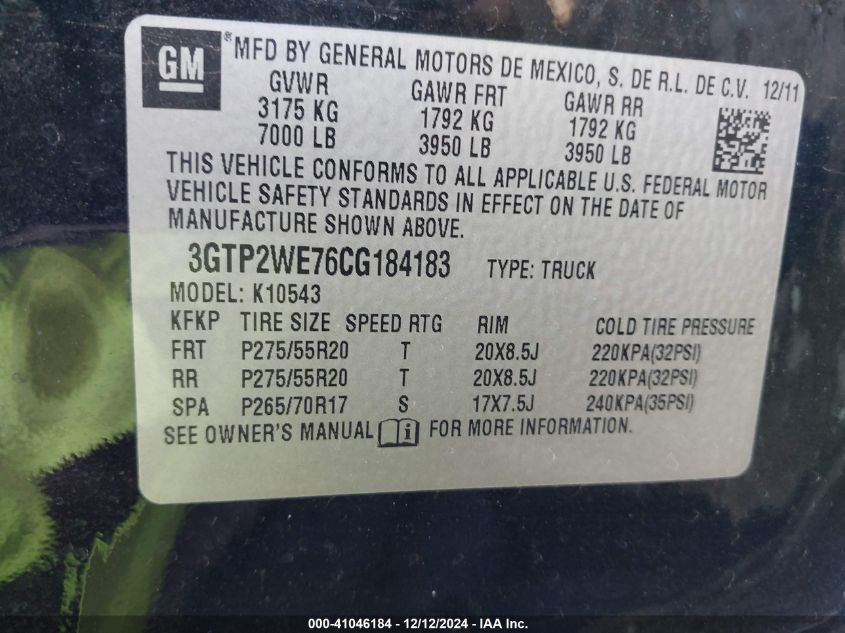 GM ® MFD BY GENERAL MOTORS DE MEXICO, S. DE R.L. DE C.V. 12/11
GVWR GAWR FRT GAWR RR
3175 KG 1792 KG 1792 KG
7000 LB 3950 LB 3950 LB
THIS VEHICLE CONFORMS TO ALL APPLICABLE U.S. FEDERAL MOTOR
VEHICLE SAFETY STANDARDS IN EFFECT ON THE DATE OF
MANUFACTURE SHOWN ABOVE.
3GTP2WE76CG184183 TYPE: TRUCK
MODEL: K10543
KFKP TIRE SIZE SPEED RTG RIM COLD TIRE PRESSURE
FRT P275/55R20 T 20X8.5J 220KPA(32PSI)
RR P275/55R20 T 20X8.5J 220KPA(32PSI)
SPA P265/70R17 S 17X7.5J 240KPA(35PSI)
SEE OWNER'S MANUAL i FOR MORE INFORMATION.
000-41046184 - 12/12/2024 - IAA Inc.